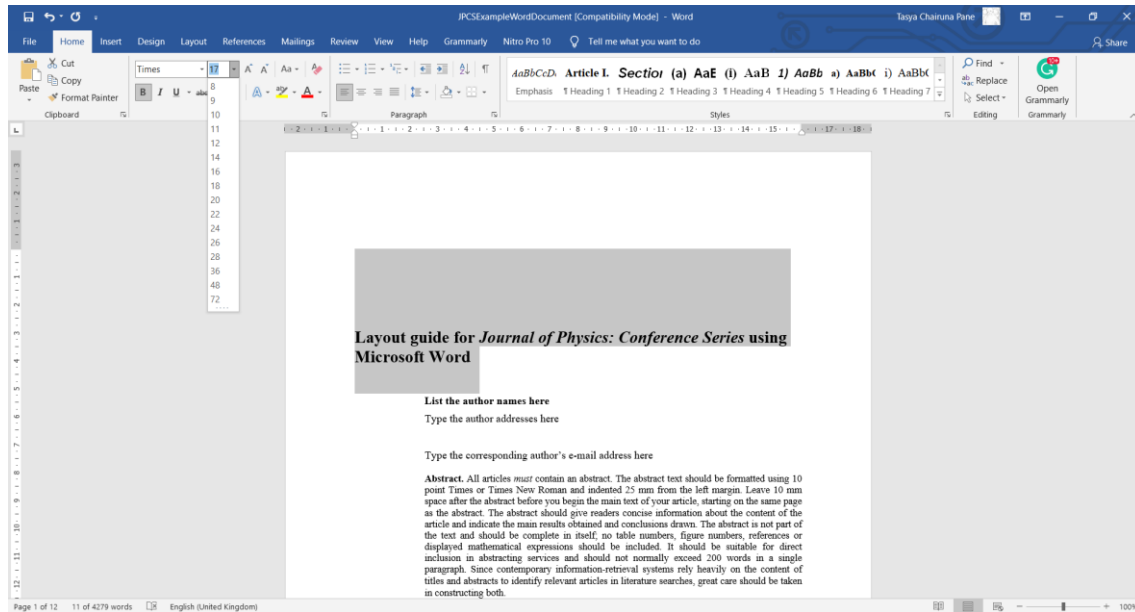 JPCSExampleWordDocument [Compatibility Mode] - Word
Tasya Chairuna Pane
File Home Insert Design Layout References Mailings Review View Help Grammarly Nitro Pro 10 Tell me what you want to do
Share
Paste
Cut
Copy
Format Painter
Clipboard
Times 17
B I U abc
8
9
10
11
12
14
16
18
20
22
24
26
28
36
48
72
Paragraph
AaBbCcD Article I. Section (a) AaB (i) AaB 1) AaBb a) AaBbC i) AaBbC
Emphasis ¶ Heading 1 ¶ Heading 2 ¶ Heading 3 ¶ Heading 4 ¶ Heading 5 ¶ Heading 6 ¶ Heading 7
Styles
Find
Replace
Select
Editing
Open
Grammarly
Grammarly
Layout guide for Journal of Physics: Conference Series using
Microsoft Word
List the author names here
Type the author addresses here
Type the corresponding author's e-mail address here
Abstract. All articles must contain an abstract. The abstract text should be formatted using 10
point Times or Times New Roman and indented 25 mm from the left margin. Leave 10 mm
space after the abstract before you begin the main text of your article, starting on the same page
as the abstract. The abstract should give readers concise information about the content of the
article and indicate the main results obtained and conclusions drawn. The abstract is not part of
the text and should be complete in itself; no table numbers, figure numbers, references or
displayed mathematical expressions should be included. It should be suitable for direct
inclusion in abstracting services and should not normally exceed 200 words in a single
paragraph. Since contemporary information-retrieval systems rely heavily on the content of
titles and abstracts to identify relevant articles in literature searches, great care should be taken
in constructing both.
Page 1 of 12 11 of 4279 words English (United Kingdom)
100%